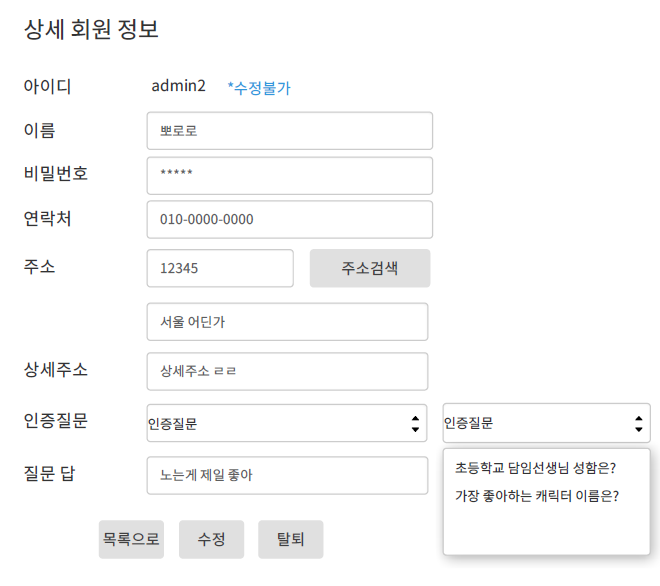 상세 회원 정보
아이디 admin2 *수정불가
이름 뽀로로
비밀번호 *****
연락처 010-0000-0000
주소 12345 주소검색
서울 어딘가
상세주소 상세주소 ㄹㄹ
인증질문 인증질문 인증질문
초등학교 담임선생님 성함은?
질문 답 노는게 제일 좋아
가장 좋아하는 캐릭터 이름은?
목록으로 수정 탈퇴